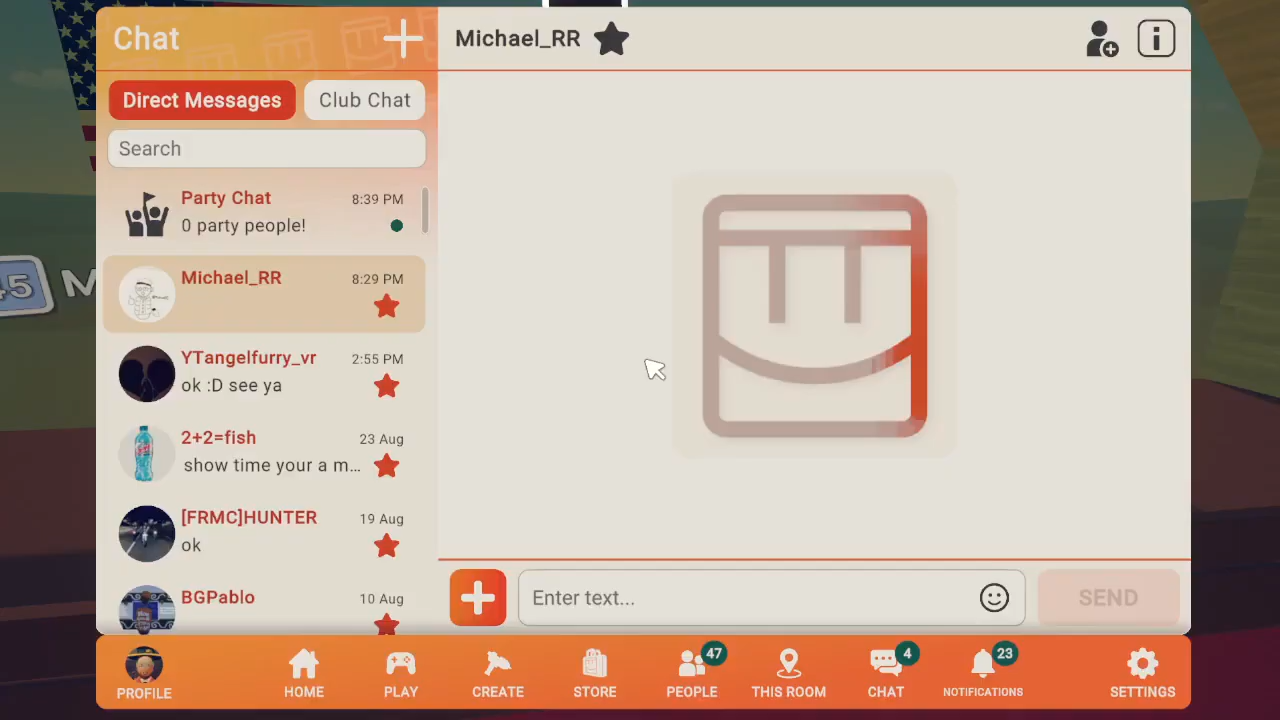 Chat
Michael_RR
Direct Messages
Club Chat
Search
Party Chat 8:39 PM
0 party people!
Michael_RR 8:29 PM
YTangelfurry_vr 2:55 PM
ok :D see ya
2+2=fish 23 Aug
show time your a m...
[FRMC]HUNTER 19 Aug
ok
BGPablo 10 Aug
Enter text...
SEND
45 M
47
4
23
PROFILE
HOME
PLAY
CREATE
STORE
PEOPLE
THIS ROOM
CHAT
NOTIFICATIONS
SETTINGS